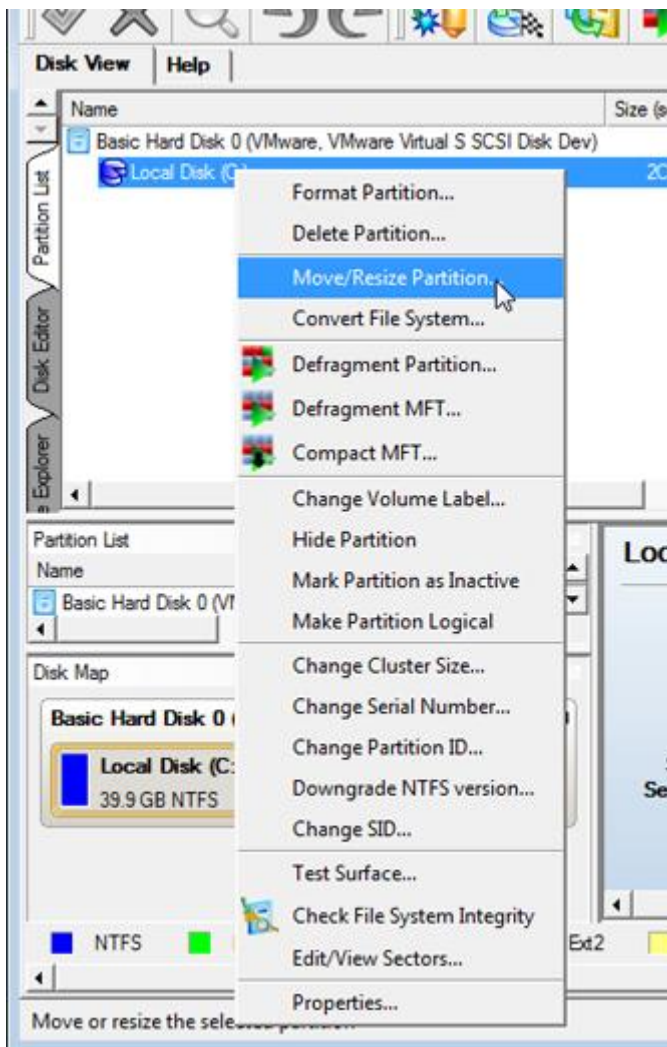 Disk View
Help
Name
Size (s
Basic Hard Disk 0 (VMware, VMware Virtual S SCSI Disk Dev)
Local Disk (C:
Partition List
Disk Editor
Explorer
Format Partition...
Delete Partition...
Move/Resize Partition...
Convert File System...
Defragment Partition...
Defragment MFT...
Compact MFT...
Change Volume Label...
Hide Partition
Mark Partition as Inactive
Make Partition Logical
Change Cluster Size...
Change Serial Number...
Change Partition ID...
Downgrade NTFS version...
Change SID...
Test Surface...
Check File System Integrity
Edit/View Sectors...
Properties...
Partition List
Name
Basic Hard Disk 0 (VM
Loc
Disk Map
Basic Hard Disk 0 (
Local Disk (C:
39.9 GB NTFS
Se
NTFS
Ext2
Move or resize the selected partition